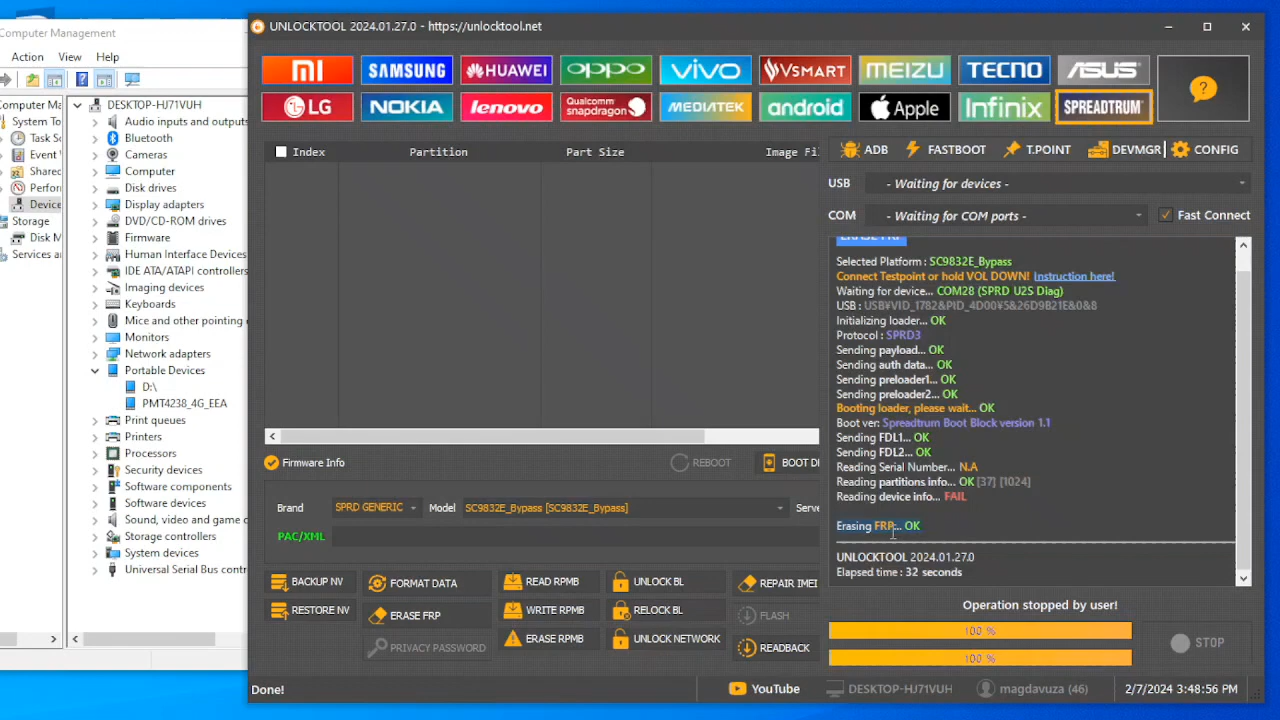 Computer Management
Action View Help
Computer Ma
System To
Task Sc
Event
Shared
Perform
Device
Storage
Disk M
Services a
DESKTOP-HJ71VUH
Audio inputs and outputs
Bluetooth
Cameras
Computer
Disk drives
Display adapters
DVD/CD-ROM drives
Firmware
Human Interface Devices
IDE ATA/ATAPI controllers
Imaging devices
Keyboards
Mice and other pointing
Monitors
Network adapters
Portable Devices
D:\
PMT4238_4G_EEA
Print queues
Printers
Processors
Security devices
Software components
Software devices
Sound, video and game c
Storage controllers
System devices
Universal Serial Bus contr
UNLOCKTOOL 2024.01.27.0 - https://unlocktool.net
MI SAMSUNG HUAWEI OPPO VIVO VSMART MEIZU TECNO ASUS
LG NOKIA lenovo Qualcomm snapdragon MEDIATEK android Apple Infinix SPREADTRUM
?
Index Partition Part Size Image Fi
ADB FASTBOOT T.POINT DEVMGR CONFIG
USB - Waiting for devices -
COM - Waiting for COM ports - Fast Connect
ERASE FRP
Selected Platform : SC9832E_Bypass
Connect Testpoint or hold VOL DOWN! Instruction here!
Waiting for device... COM28 (SPRD U2S Diag)
USB : USB¥VID_1782&PID_4D00¥5&26D9B21E&0&8
Initializing loader... OK
Protocol : SPRD3
Sending payload... OK
Sending auth data... OK
Sending preloader1... OK
Sending preloader2... OK
Booting loader, please wait... OK
Boot ver: Spreadtrum Boot Block version 1.1
Sending FDL1... OK
Sending FDL2... OK
Reading Serial Number... N.A
Reading partitions info... OK [37] [1024]
Reading device info... FAIL
Erasing FRP... OK
UNLOCKTOOL 2024.01.27.0
Elapsed time : 32 seconds
Firmware Info REBOOT BOOT DI
Brand SPRD GENERIC Model SC9832E_Bypass [SC9832E_Bypass] Serve
PAC/XML
BACKUP NV FORMAT DATA READ RPMB UNLOCK BL REPAIR IMEI
RESTORE NV ERASE FRP WRITE RPMB RELOCK BL FLASH
PRIVACY PASSWORD ERASE RPMB UNLOCK NETWORK READBACK
Operation stopped by user!
100 %
100 %
STOP
Done! YouTube DESKTOP-HJ71VUH magdavuza (46) 2/7/2024 3:48:56 PM